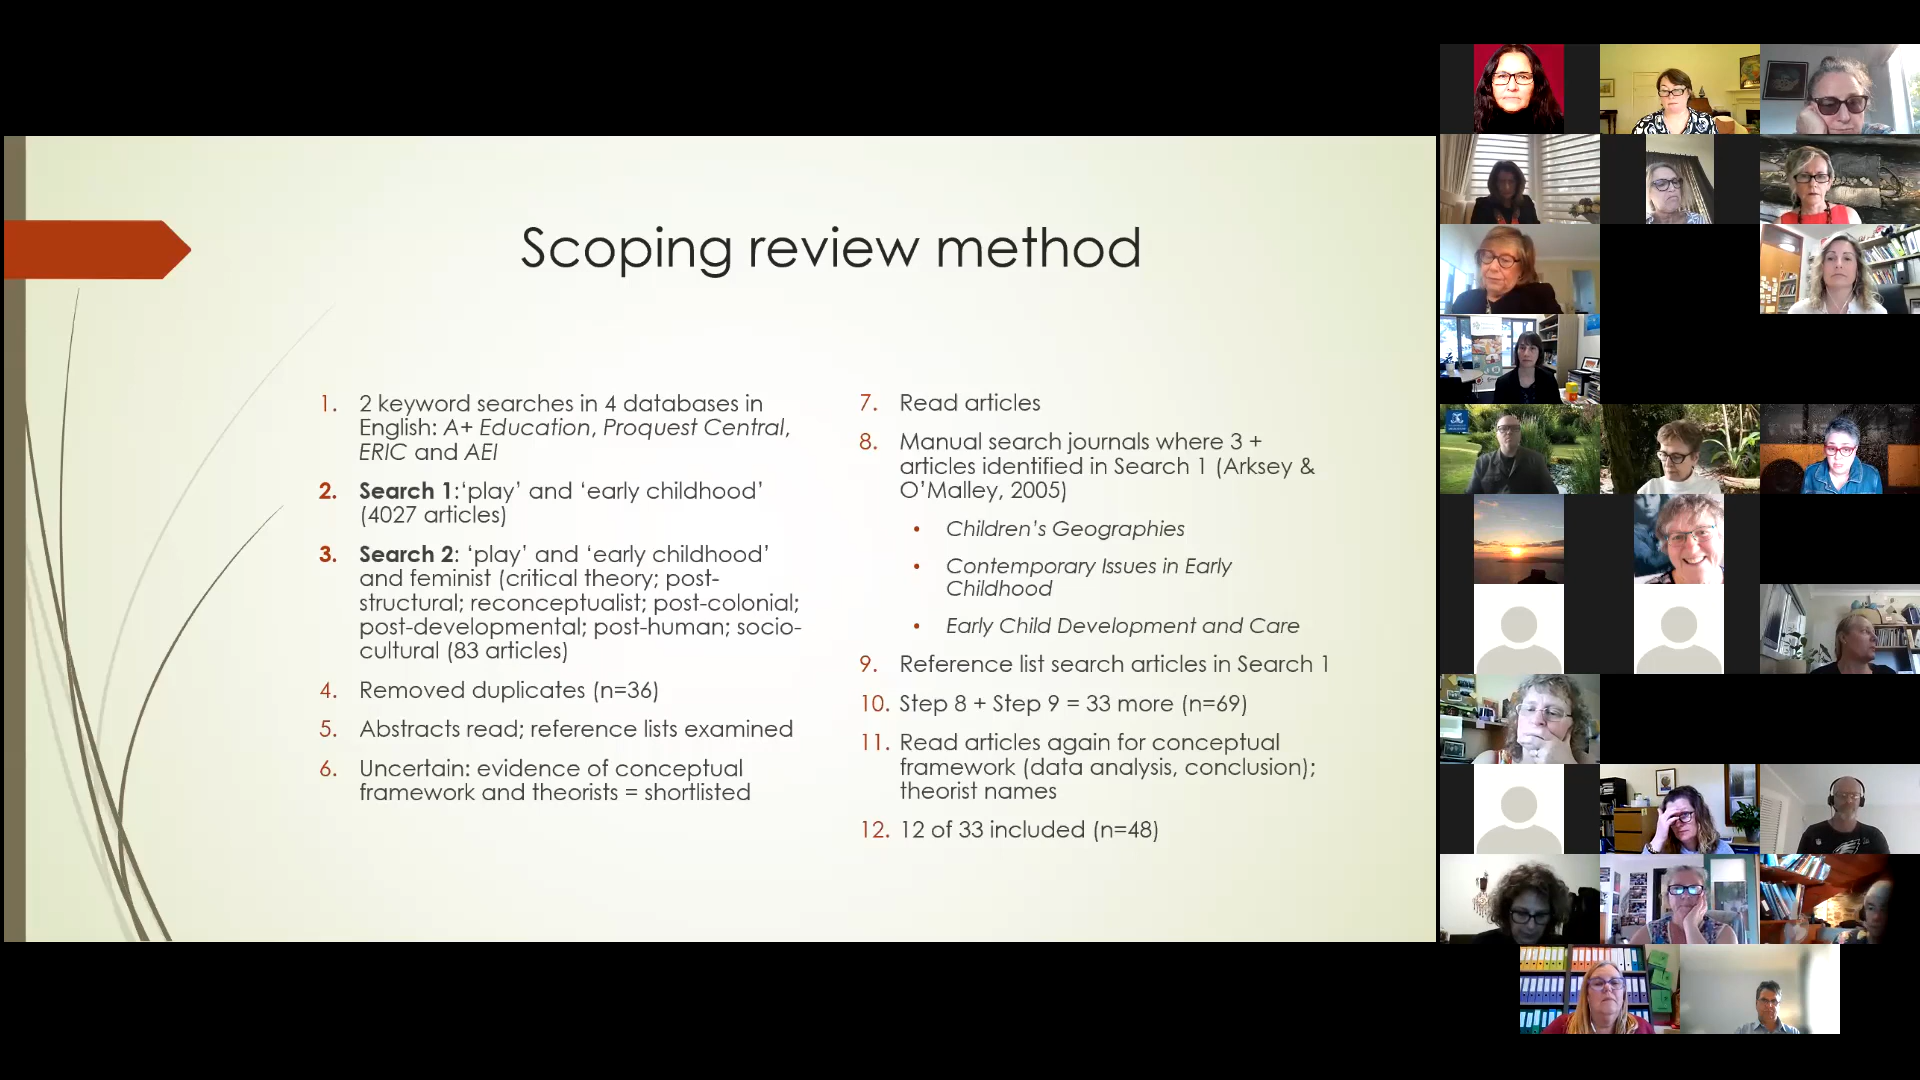 Scoping review method
1. 2 keyword searches in 4 databases in
English: A+ Education, Proquest Central,
ERIC and AEI
2. Search 1:‘play’ and ‘early childhood’
(4027 articles)
3. Search 2: ‘play’ and ‘early childhood’
and feminist (critical theory; post-
structural; reconceptualist; post-colonial;
post-developmental; post-human; socio-
cultural (83 articles)
4. Removed duplicates (n=36)
5. Abstracts read; reference lists examined
6. Uncertain: evidence of conceptual
framework and theorists = shortlisted
7. Read articles
8. Manual search journals where 3 +
articles identified in Search 1 (Arksey &
O’Malley, 2005)
• Children’s Geographies
• Contemporary Issues in Early
Childhood
• Early Child Development and Care
9. Reference list search articles in Search 1
10. Step 8 + Step 9 = 33 more (n=69)
11. Read articles again for conceptual
framework (data analysis, conclusion);
theorist names
12. 12 of 33 included (n=48)